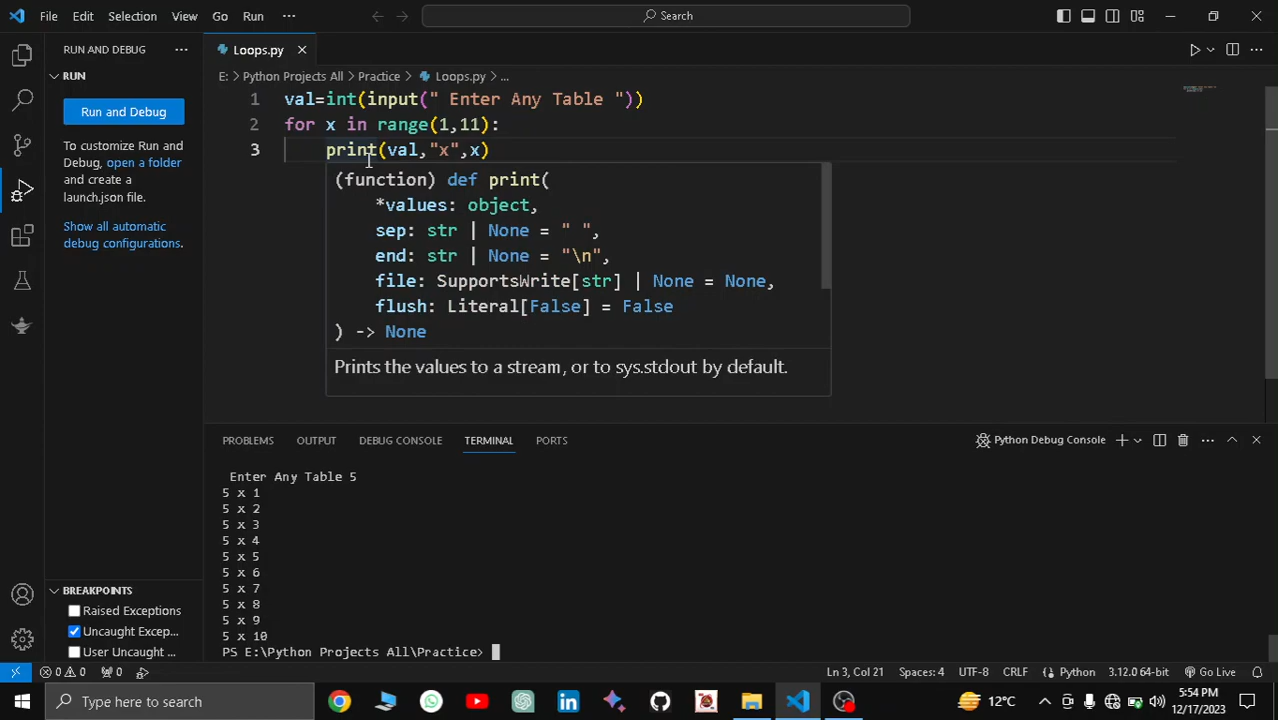 File Edit Selection View Go Run ··· Search
RUN AND DEBUG ···
Loops.py
RUN
E: > Python Projects All > Practice > Loops.py > ...
Run and Debug
To customize Run and
Debug, open a folder
and create a
launch.json file.
Show all automatic
debug configurations.
1 val=int(input(" Enter Any Table "))
2 for x in range(1,11):
3 print(val,"x",x)
(function) def print(
*values: object,
sep: str | None = " ",
end: str | None = "\n",
file: SupportsWrite[str] | None = None,
flush: Literal[False] = False
) -> None
Prints the values to a stream, or to sys.stdout by default.
PROBLEMS OUTPUT DEBUG CONSOLE TERMINAL PORTS Python Debug Console
Enter Any Table 5
5 x 1
5 x 2
5 x 3
5 x 4
5 x 5
5 x 6
5 x 7
5 x 8
5 x 9
5 x 10
PS E:\Python Projects All\Practice>
BREAKPOINTS
Raised Exceptions
Uncaught Excep...
User Uncaught ...
0 0 0 Ln 3, Col 21 Spaces: 4 UTF-8 CRLF Python 3.12.0 64-bit Go Live
Type here to search
12°C
5:54 PM
12/17/2023